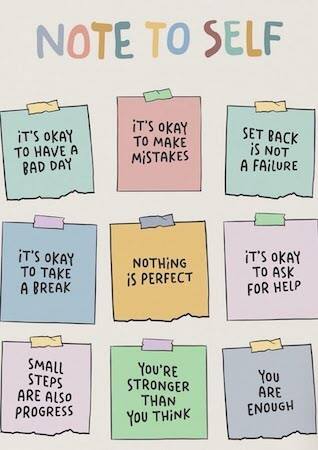 NOTE TO SELF
iT'S OKAY
TO HAVE A
BAD DAY
iT'S OKAY
TO MAKE
MiSTAKES
SET BACK
iS NOT
A FAiLURE
iT'S OKAY
TO TAKE
A BREAK
NOTHiNG
iS PERFECT
iT'S OKAY
TO ASK
FOR HELP
SMALL
STEPS
ARE ALSO
PROGRESS
YOU'RE
STRONGER
THAN
YOU THiNK
YOU
ARE
ENOUGH